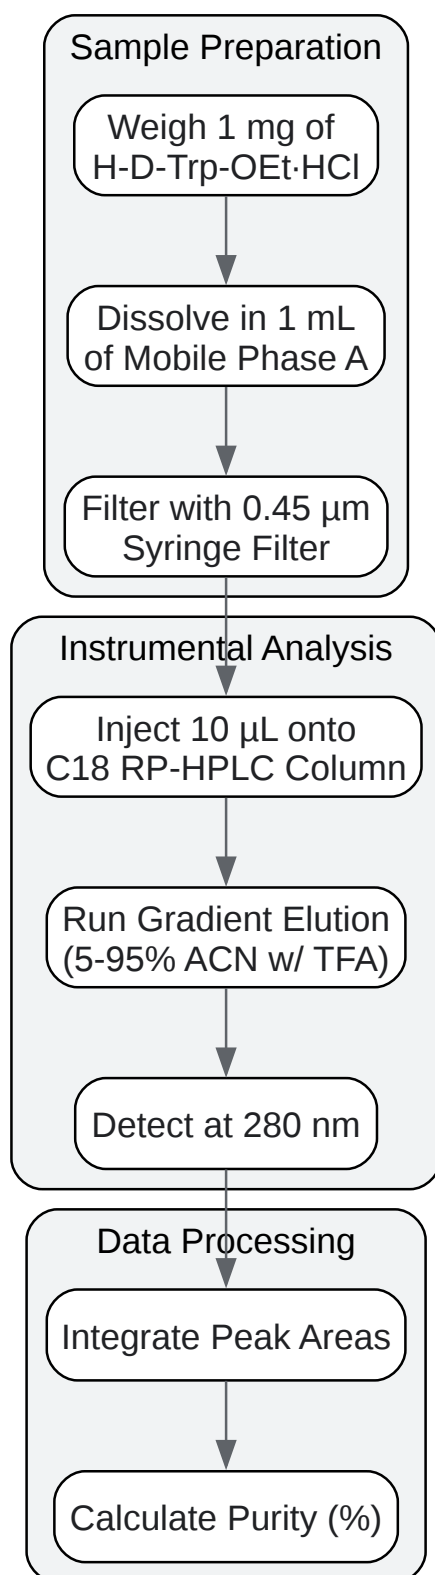 Sample Preparation
Weigh 1 mg of
H-D-Trp-OEt·HCl
Dissolve in 1 mL
of Mobile Phase A
Filter with 0.45 µm
Syringe Filter
Instrumental Analysis
Inject 10 µL onto
C18 RP-HPLC Column
Run Gradient Elution
(5-95% ACN w/ TFA)
Detect at 280 nm
Data Processing
Integrate Peak Areas
Calculate Purity (%)